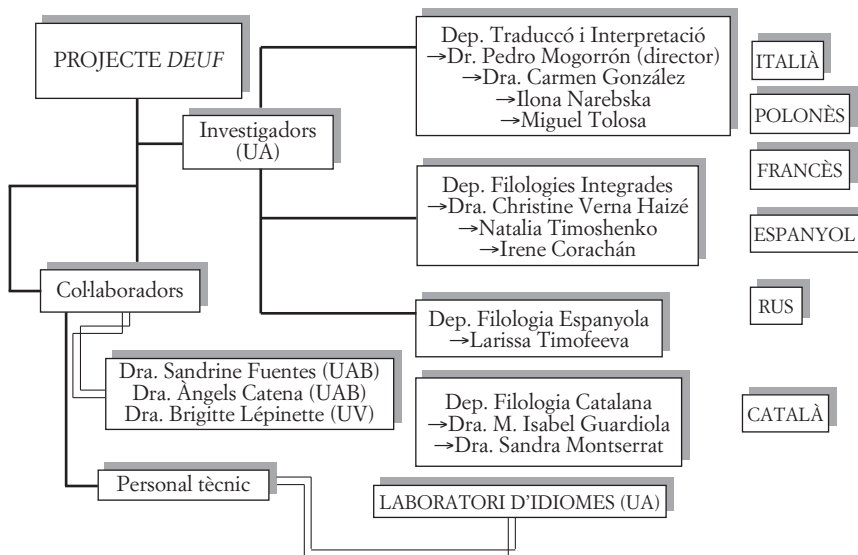 PROJECTE DEUF
Investigadors
(UA)
Dep. Traduccó i Interpretació
→Dr. Pedro Mogorrón (director)
→Dra. Carmen González
→Ilona Narebska
→Miguel Tolosa
ITALIÀ
POLONÈS
FRANCÈS
ESPANYOL
RUS
CATALÀ
Dep. Filologies Integrades
→Dra. Christine Verna Haizé
→Natalia Timoshenko
→Irene Corachán
Dep. Filologia Espanyola
→Larissa Timofeeva
Dep. Filologia Catalana
→Dra. M. Isabel Guardiola
→Dra. Sandra Montserrat
Col·laboradors
Dra. Sandrine Fuentes (UAB)
Dra. Àngels Catena (UAB)
Dra. Brigitte Lépinette (UV)
Personal tècnic
LABORATORI D'IDIOMES (UA)